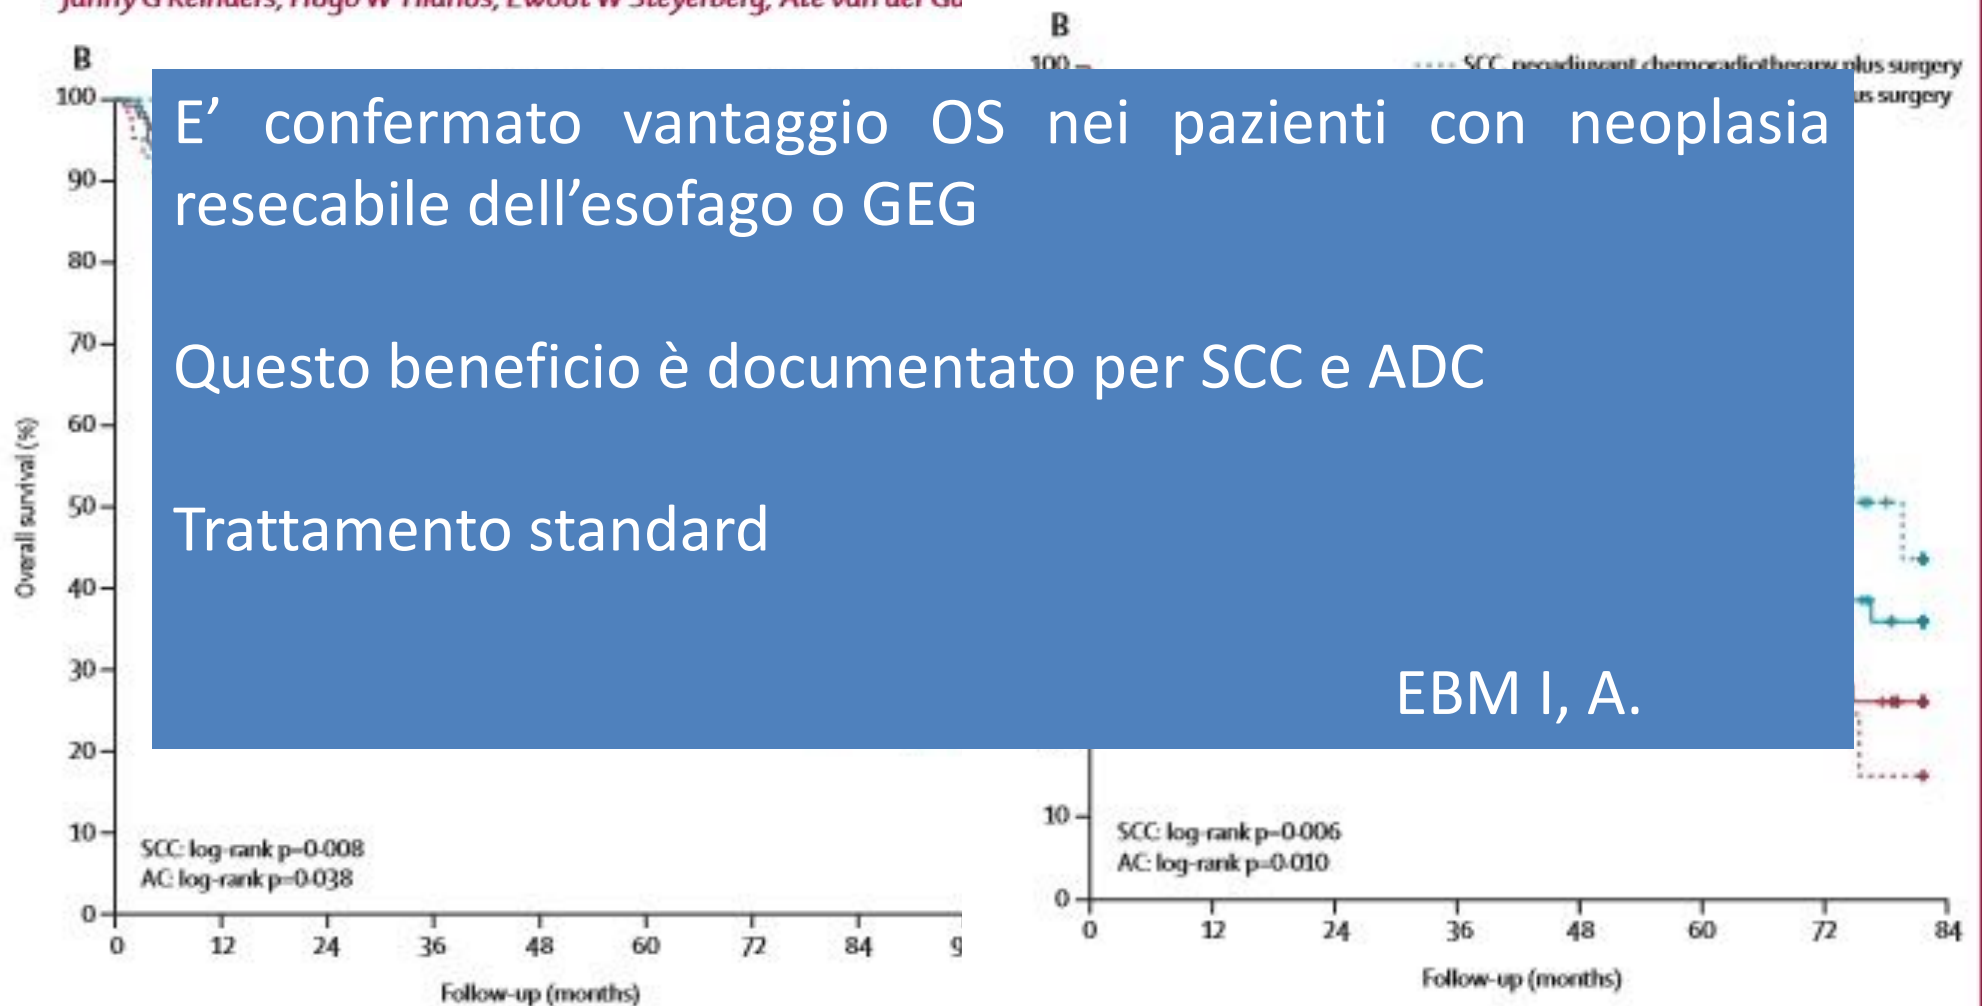 B
100
90
80
70
60
50
40
30
20
10
0
Overall survival (%)
SCC: log-rank p=0·008
AC: log-rank p=0·038
0 12 24 36 48 60 72 84
Follow-up (months)
E’ confermato vantaggio OS nei pazienti con neoplasia
resecabile dell’esofago o GEG
Questo beneficio è documentato per SCC e ADC
Trattamento standard
EBM I, A.
B
100
SCC, neoadjuvant chemoradiotherapy plus surgery
surgery
10
0
SCC: log-rank p=0·006
AC: log-rank p=0·010
0 12 24 36 48 60 72 84
Follow-up (months)